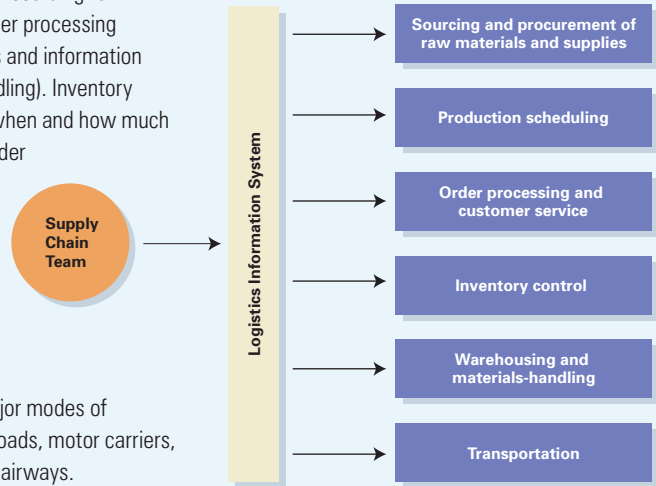 er processing
s and information
dling). Inventory
when and how much
der
Supply
Chain
Team
Logistics Information System
Sourcing and procurement of
raw materials and supplies
Production scheduling
Order processing and
customer service
Inventory control
Warehousing and
materials-handling
Transportation
jor modes of
oads, motor carriers,
airways.